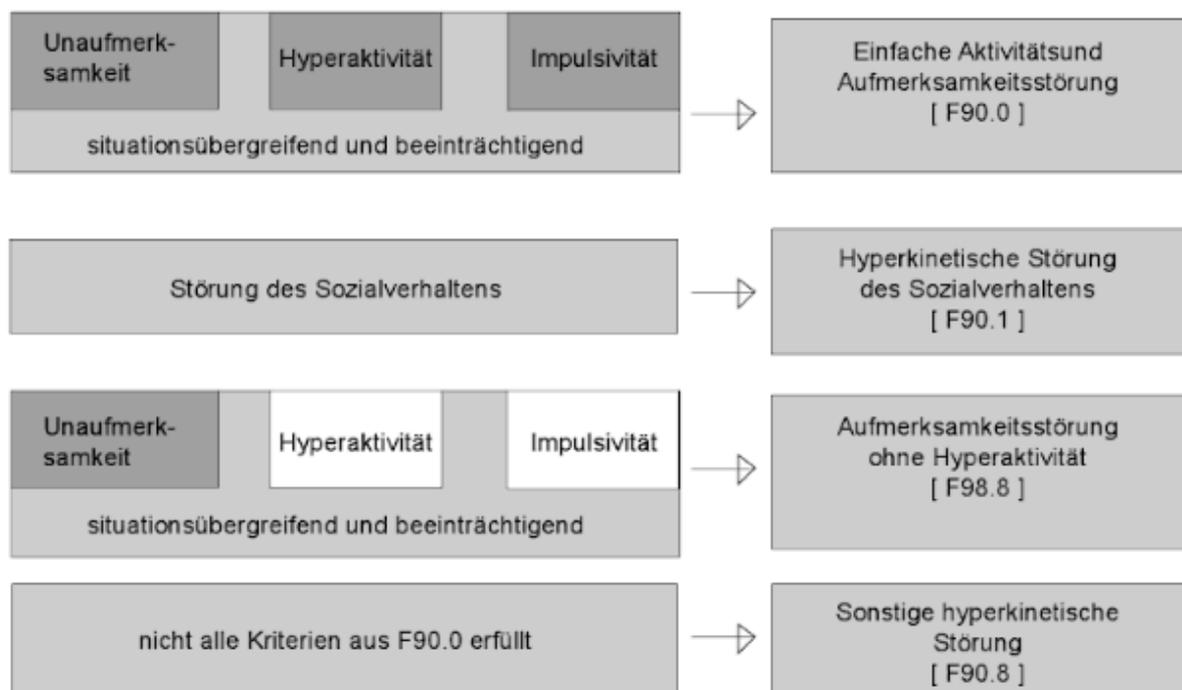 Unaufmerk-
samkeit
Hyperaktivität
Impulsivität
situationsübergreifend und beeinträchtigend
Einfache Aktivitätsund
Aufmerksamkeitsstörung
[ F90.0 ]
Störung des Sozialverhaltens
Hyperkinetische Störung
des Sozialverhaltens
[ F90.1 ]
Unaufmerk-
samkeit
Hyperaktivität
Impulsivität
situationsübergreifend und beeinträchtigend
Aufmerksamkeitsstörung
ohne Hyperaktivität
[ F98.8 ]
nicht alle Kriterien aus F90.0 erfüllt
Sonstige hyperkinetische
Störung
[ F90.8 ]